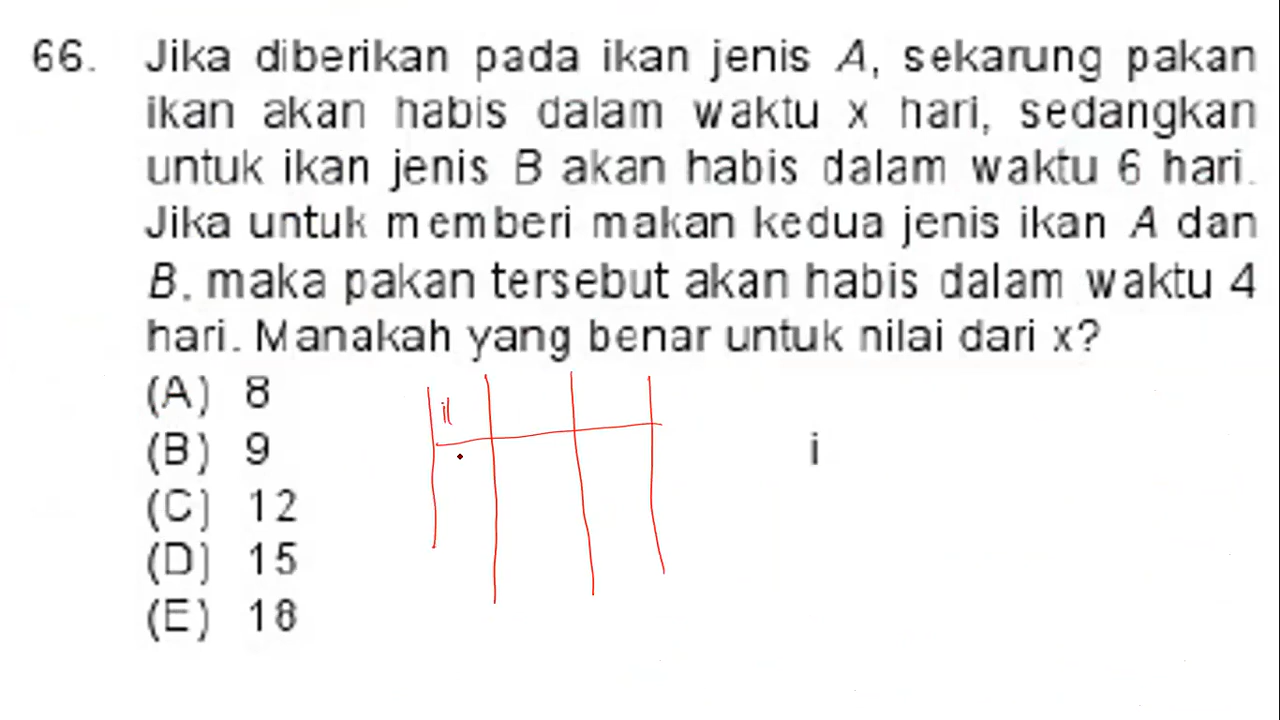 66. Jika diberikan pada ikan jenis A, sekarung pakan
ikan akan habis dalam waktu x hari, sedangkan
untuk ikan jenis B akan habis dalam waktu 6 hari.
Jika untuk memberi makan kedua jenis ikan A dan
B, maka pakan tersebut akan habis dalam waktu 4
hari. Manakah yang benar untuk nilai dari x?
(A) 8
(B) 9
(C) 12
(D) 15
(E) 18
i